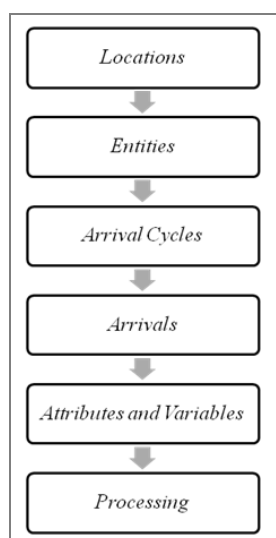 Locations
Entities
Arrival Cycles
Arrivals
Attributes and Variables
Processing